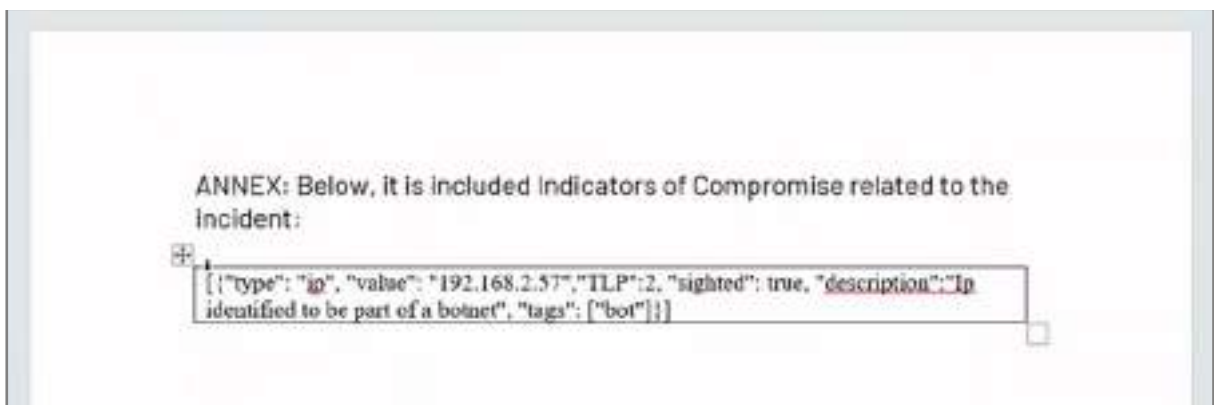 ANNEX: Below, it is included Indicators of Compromise related to the
Incident:
[{"type": "ip", "value": "192.168.2.57","TLP":2, "sighted": true, "description":"Ip
identified to be part of a botnet", "tags": ["bot"]}]